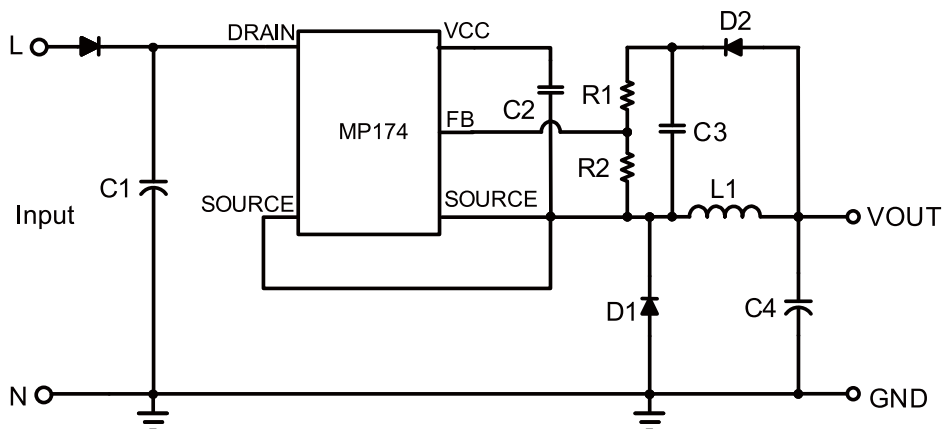 L
DRAIN
VCC
D2
R1
C2
FB
MP174
C3
R2
C1
L1
SOURCE
SOURCE
Input
VOUT
D1
C4
N
GND